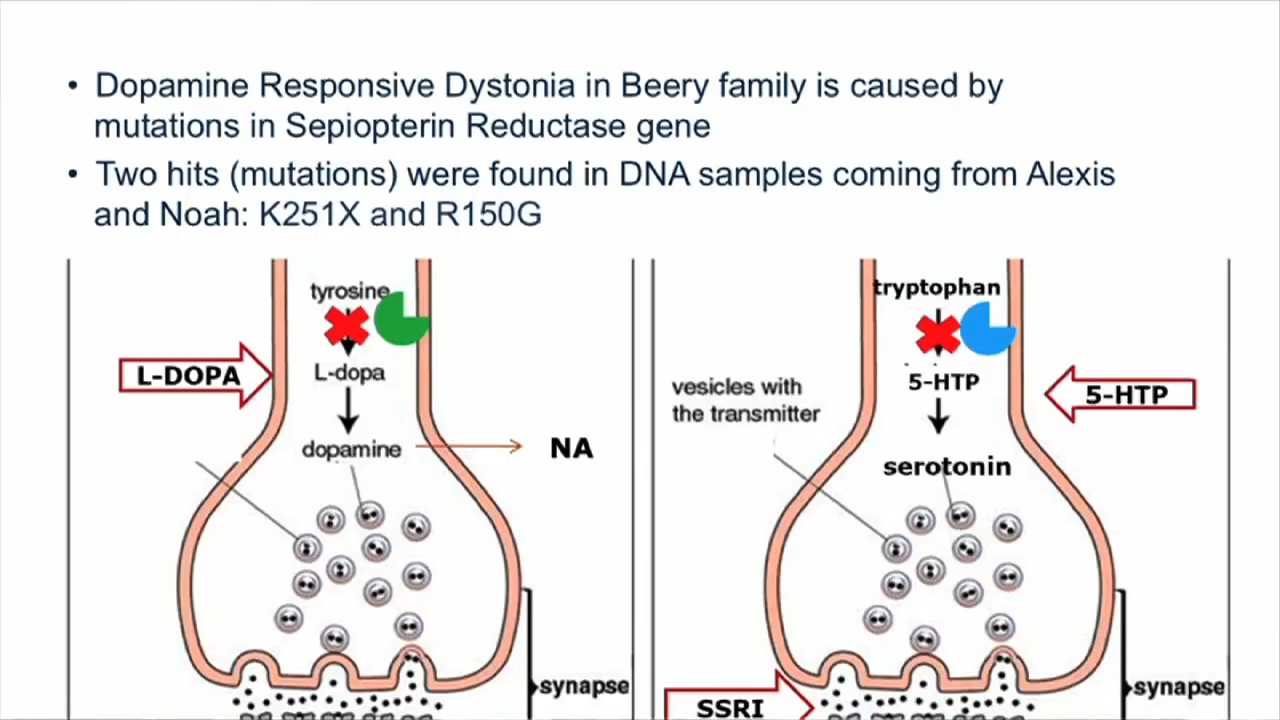 • Dopamine Responsive Dystonia in Beery family is caused by
mutations in Sepiopterin Reductase gene
• Two hits (mutations) were found in DNA samples coming from Alexis
and Noah: K251X and R150G
tyrosine
L-DOPA
L-dopa
dopamine
NA
synapse
tryptophan
vesicles with
the transmitter
5-HTP
5-HTP
serotonin
SSRI
synapse